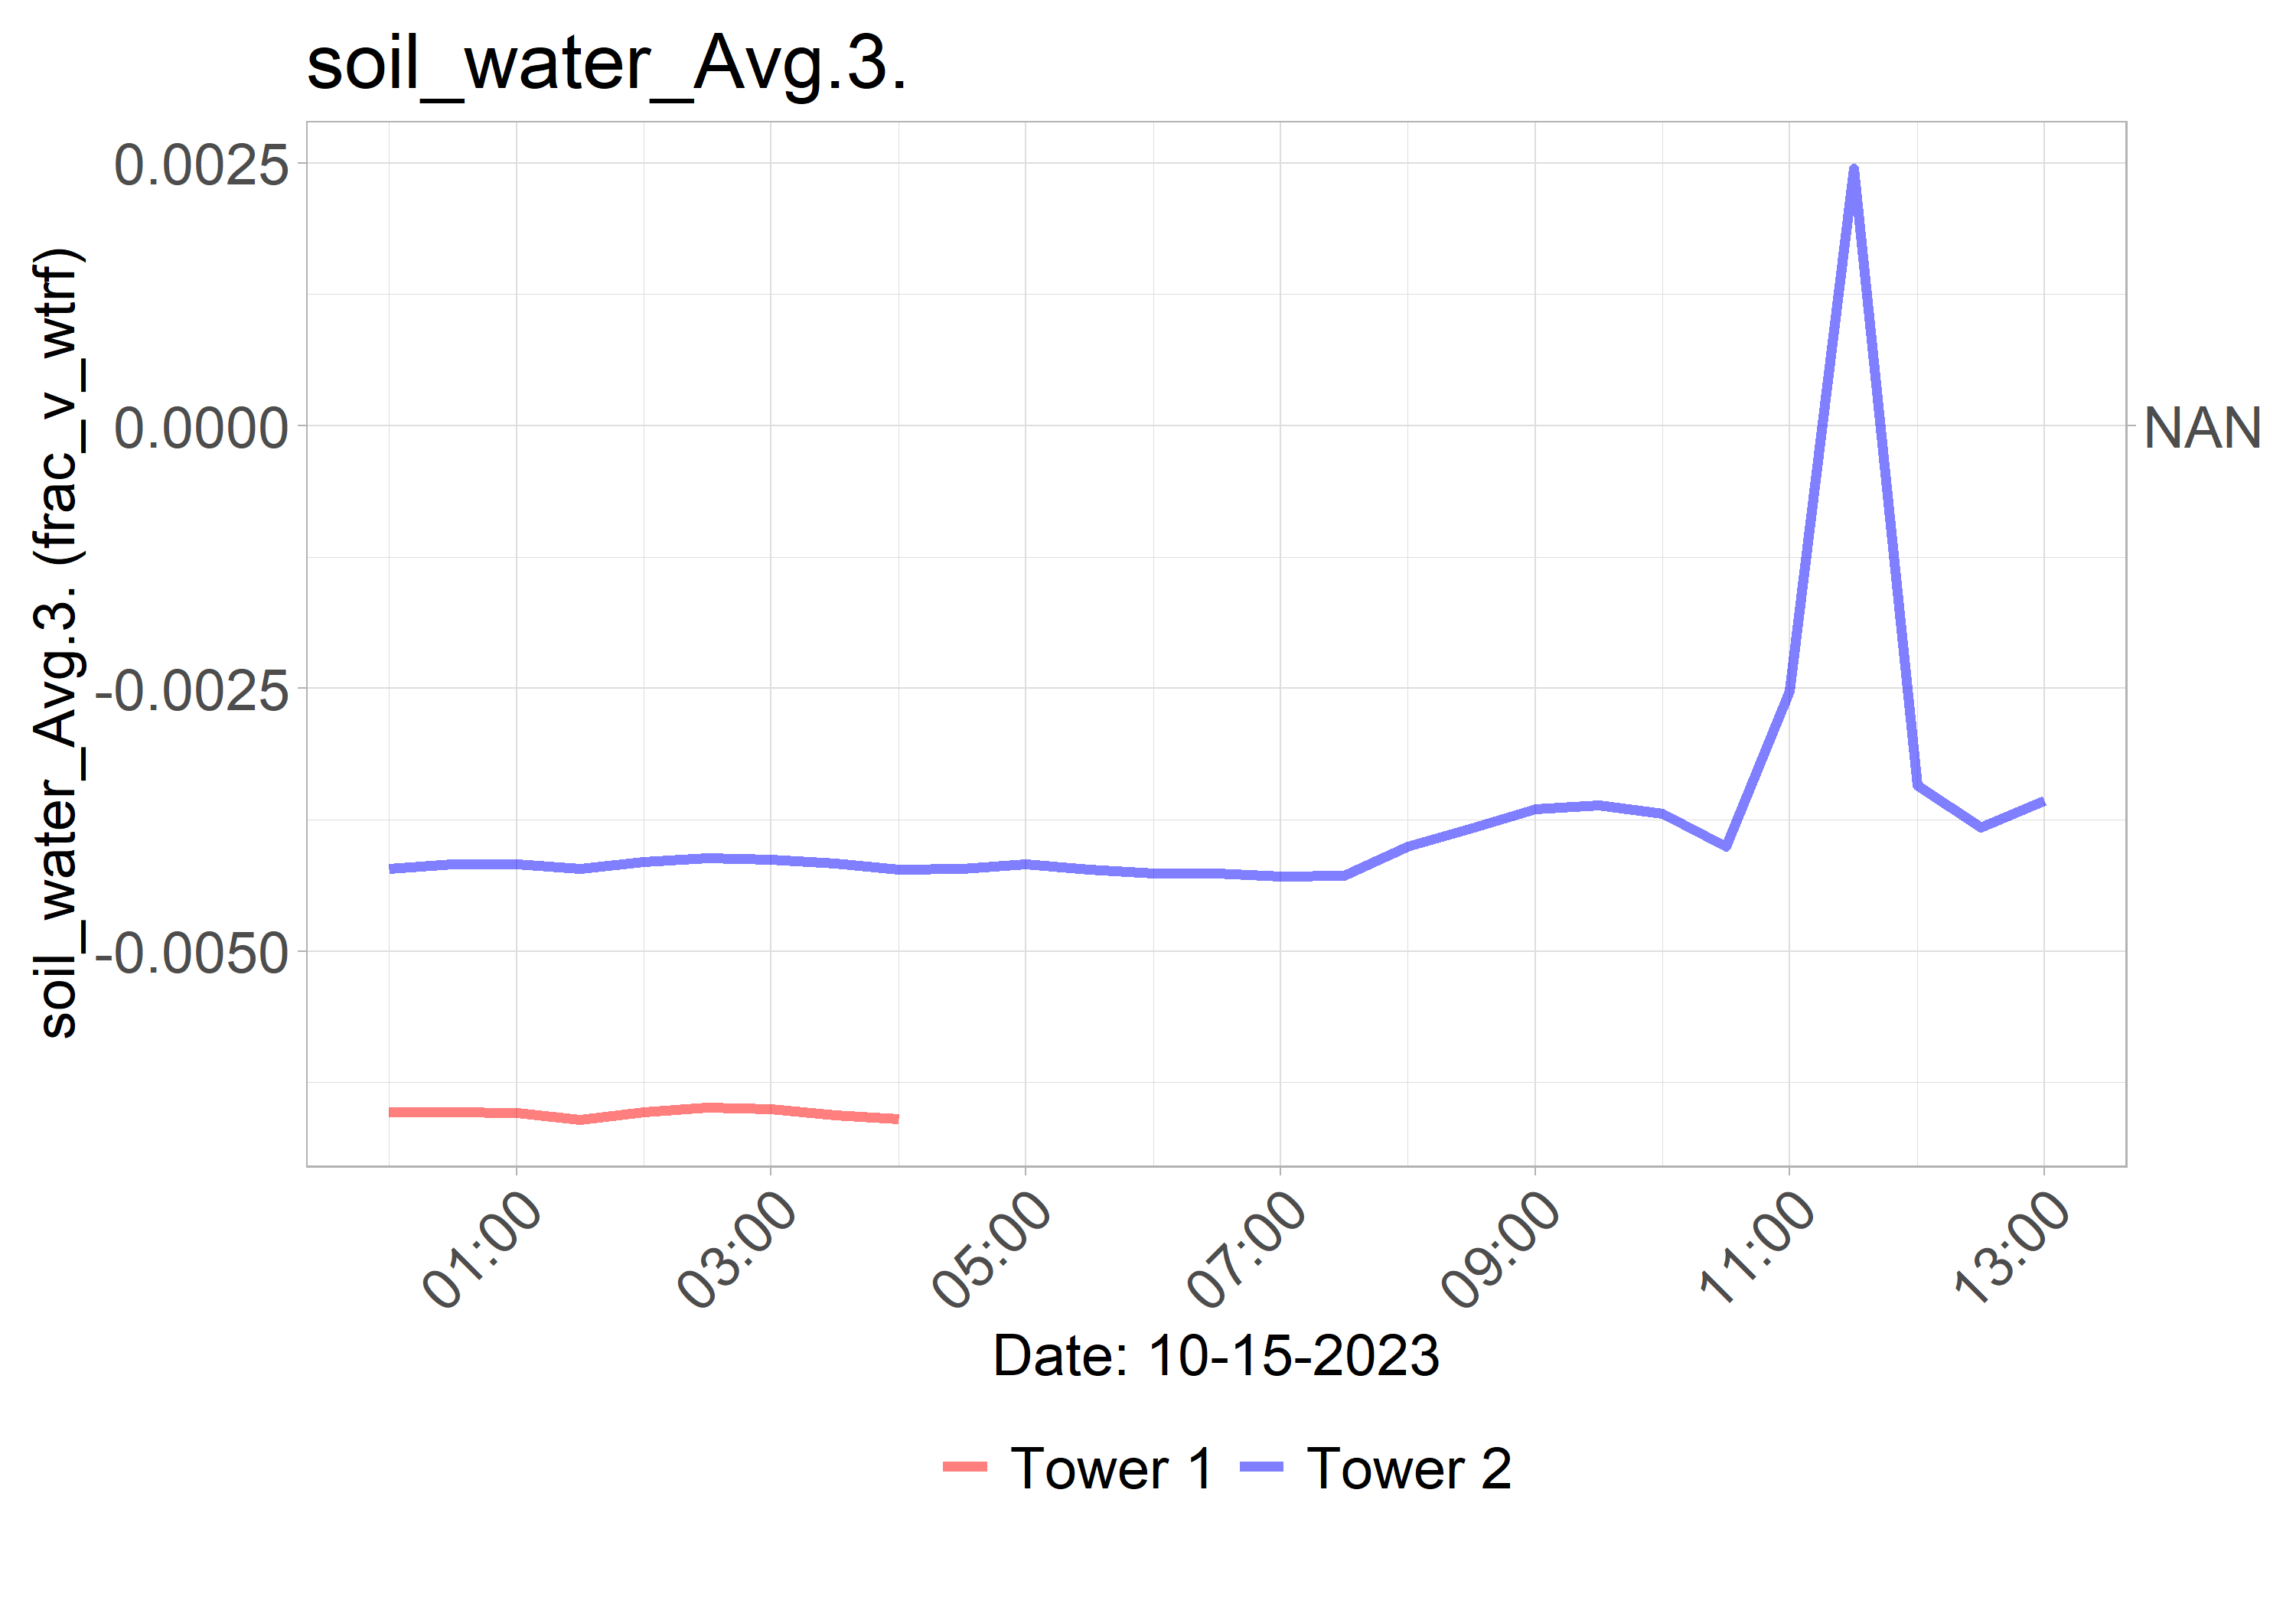 soil_water_Avg.3.
soil_water_Avg.3. (frac_v_wtrf)
0.0025
0.0000
-0.0025
-0.0050
NAN
01:00
03:00
05:00
07:00
09:00
11:00
13:00
Date: 10-15-2023
Tower 1
Tower 2